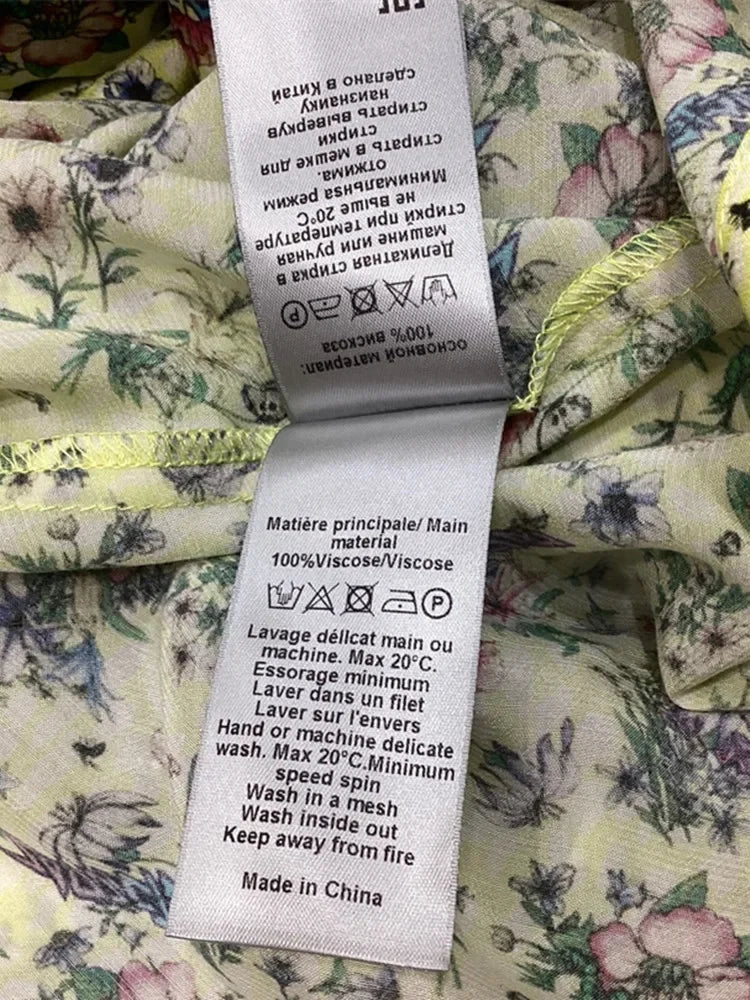 основной материал:
100% вискоза
Деликатная стирка в
машине или ручная
стирки при температуре
не выше 20°C
Минимальнsa режим
отжима.
стирать в мешке для
стирки
стирать вывернув
наизнанку
сделано в Китай
Matière principale/ Main
material
100%Viscose/Viscose
P
Lavage délicat main ou
machine. Max 20°C.
Essorage minimum
Laver dans un filet
Laver sur l'envers
Hand or machine delicate
wash. Max 20°C.Minimum
speed spin
Wash in a mesh
Wash inside out
Keep away from fire
Made in China